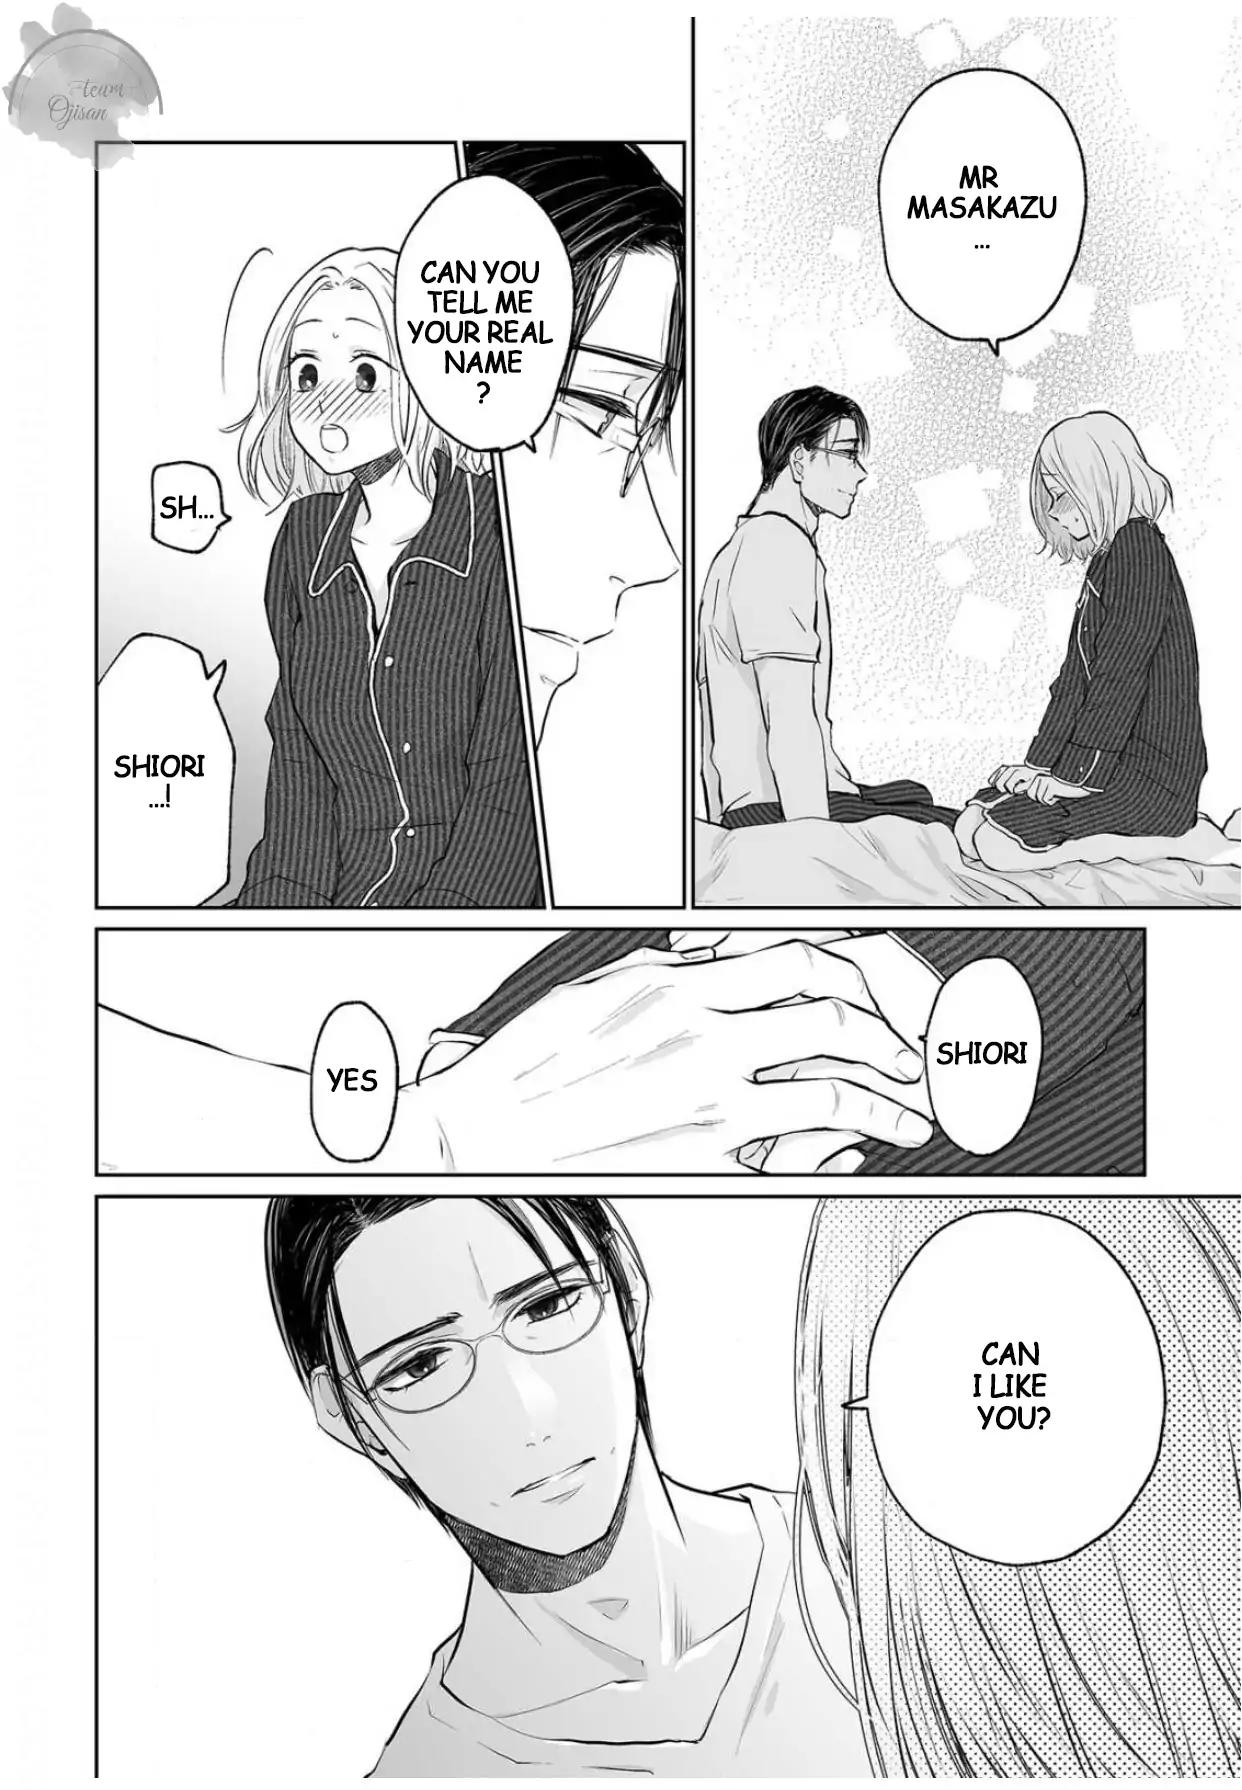 team
Ojisan
MR
MASAKAZU
...
CAN YOU
TELL ME
YOUR REAL
NAME
?
SH...
SHIORI
...!
SHIORI
YES
CAN
I LIKE
YOU?